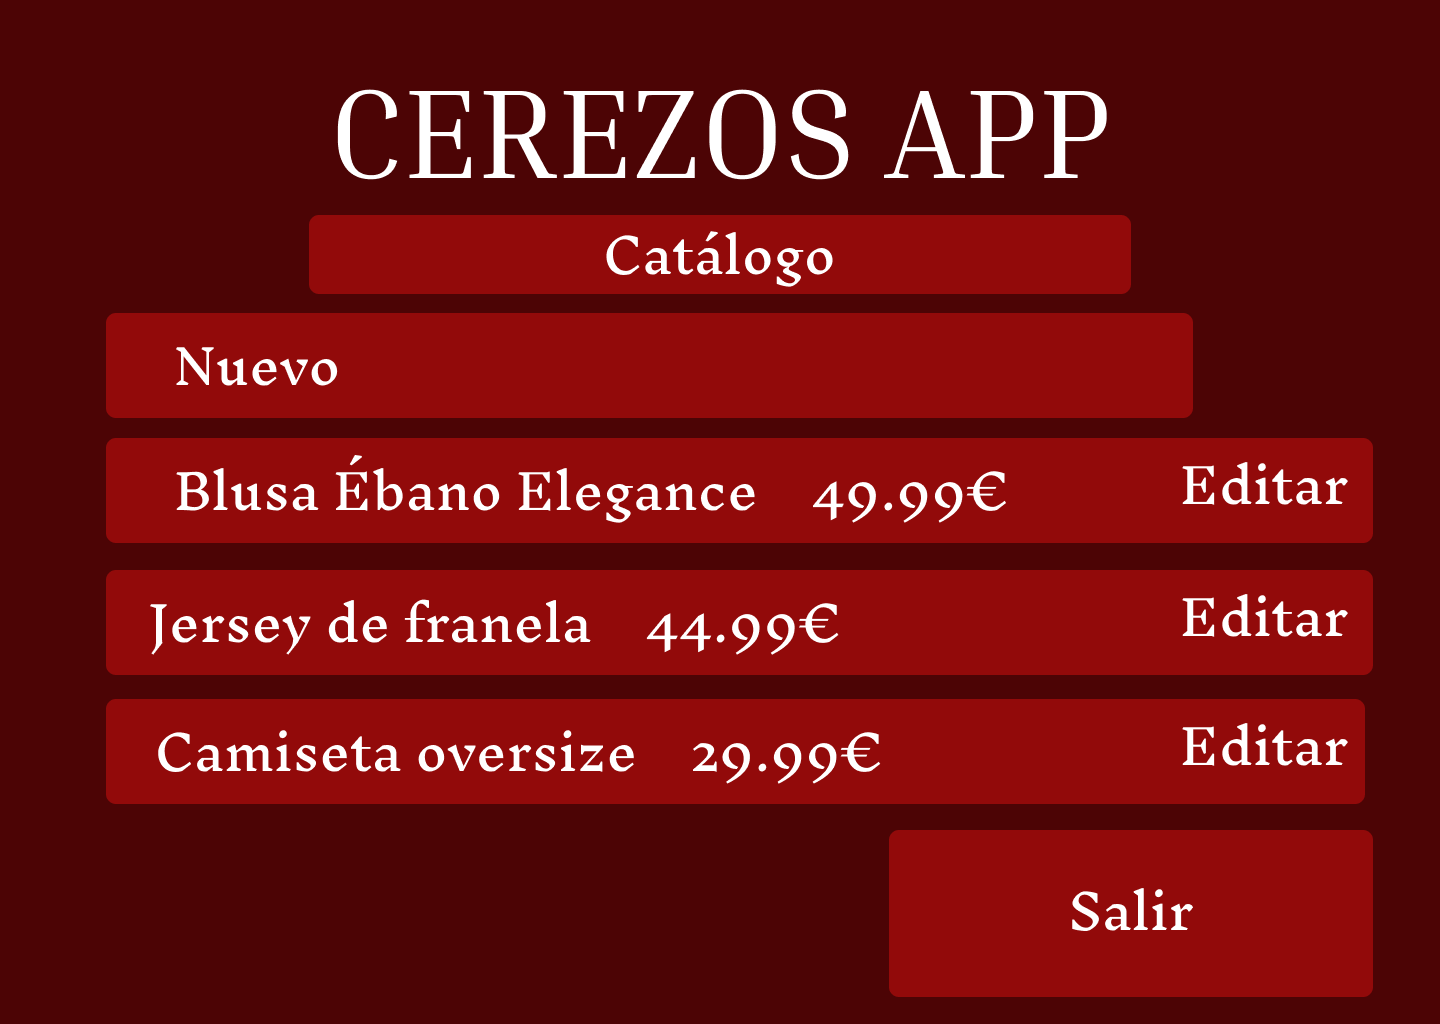 CEREZOS APP
Catálogo
Nuevo
Blusa Ébano Elegance 49.99€ Editar
Jersey de franela 44.99€ Editar
Camiseta oversize 29.99€ Editar
Salir